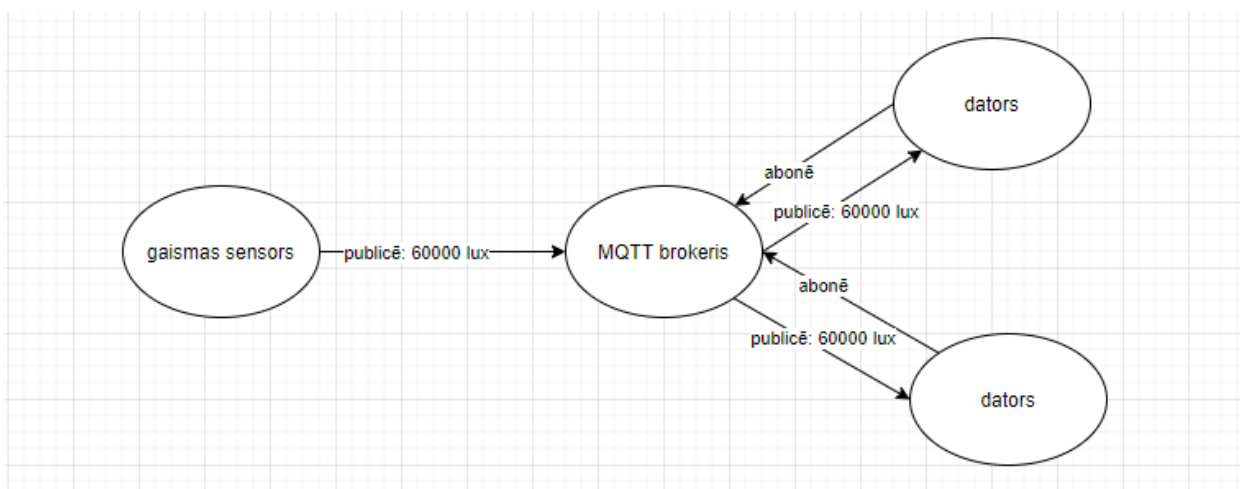 dators
abonē
publicē: 60000 lux
gaismas sensors
publicē: 60000 lux
MQTT brokeris
abonē
publicē: 60000 lux
dators